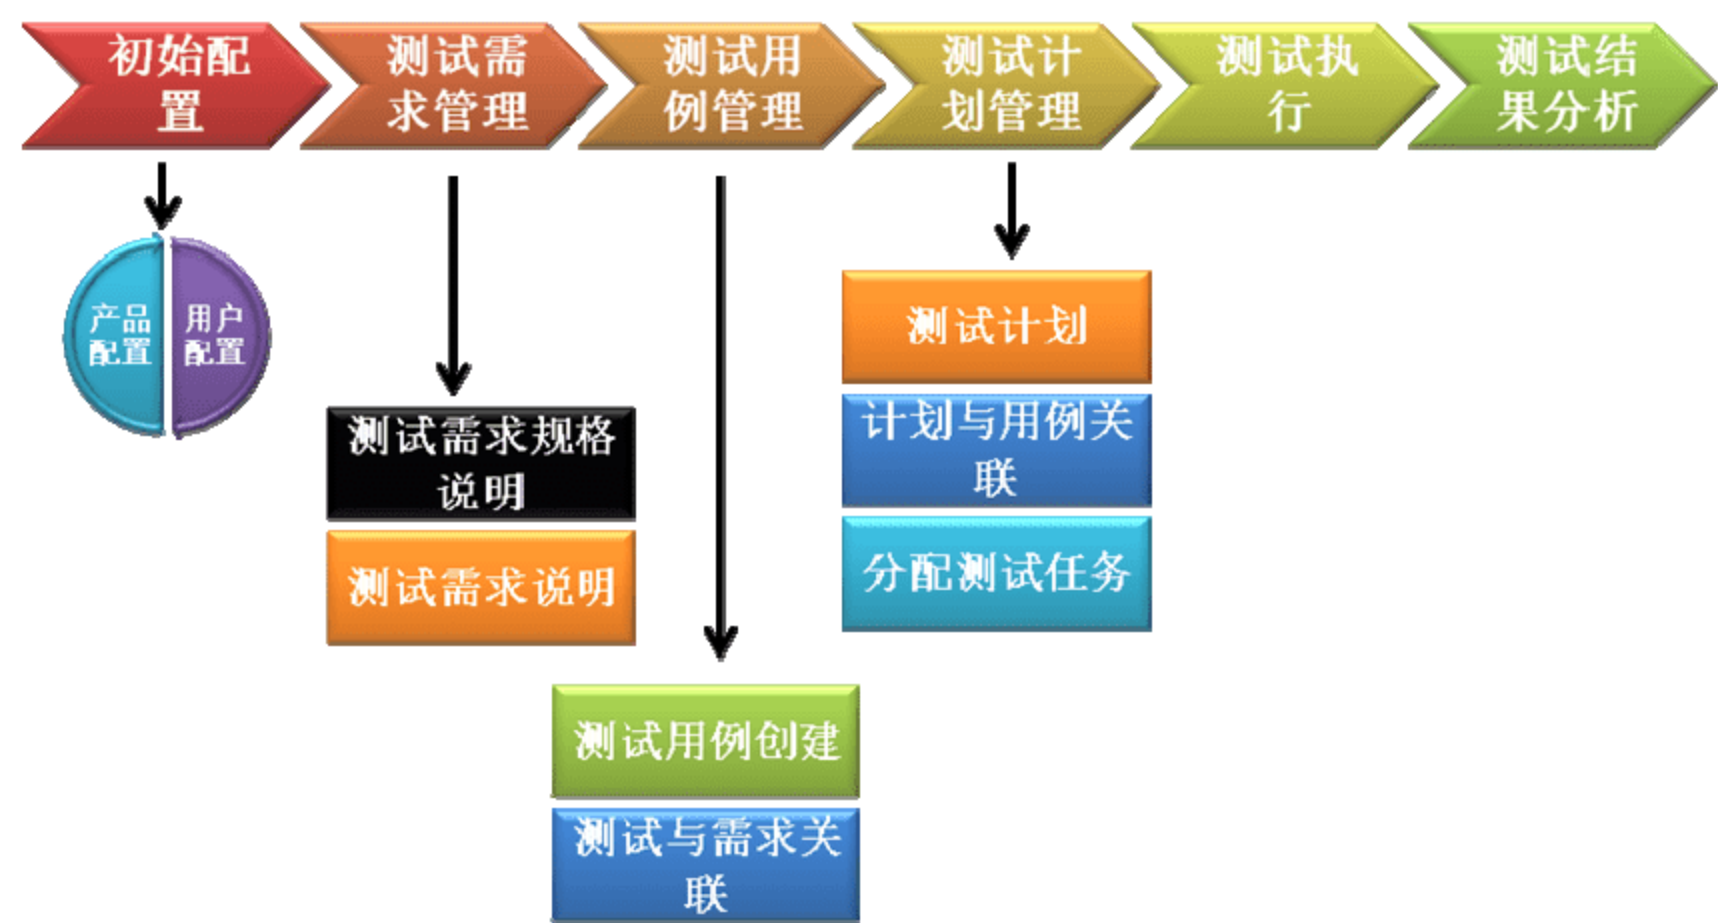 初始配
置
测试需
求管理
测试用
例管理
测试计
划管理
测试执
行
测试结
果分析
产品
配置
用户
配置
测试需求规格
说明
测试需求说明
测试用例创建
测试与需求关
联
测试计划
计划与用例关
联
分配测试任务